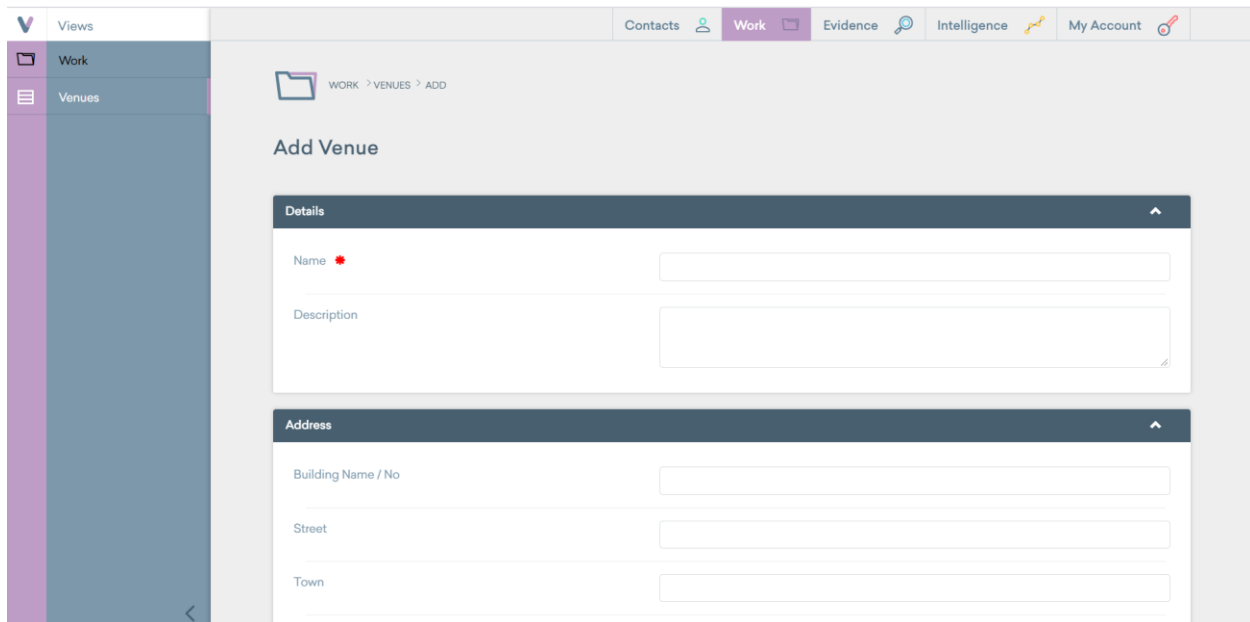 Views
Contacts Work Evidence Intelligence My Account
Work
Venues
WORK > VENUES > ADD
Add Venue
Details
Name
Description
Address
Building Name / No
Street
Town